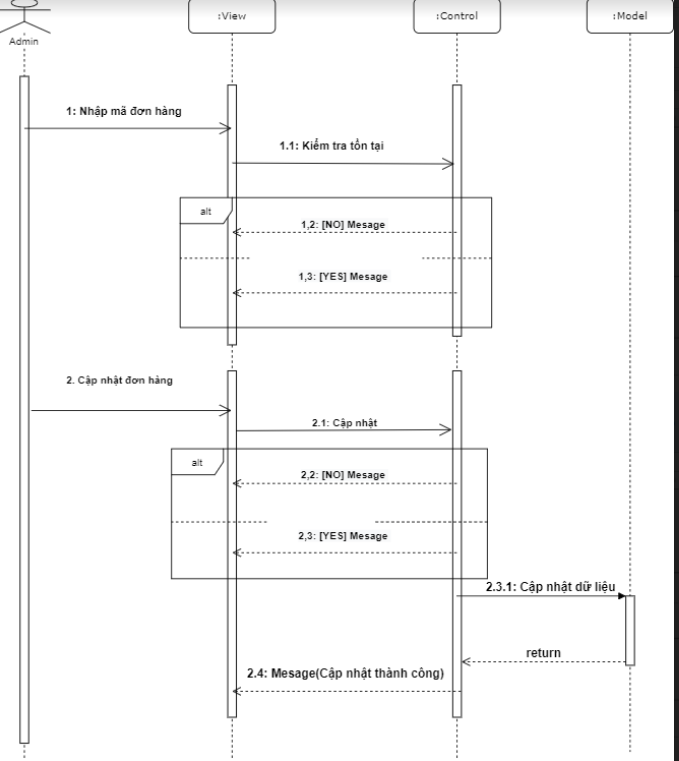 :View
:Control
:Model
Admin
1: Nhập mã đơn hàng
1.1: Kiểm tra tồn tại
alt
1,2: [NO] Mesage
1,3: [YES] Mesage
2. Cập nhật đơn hàng
2.1: Cập nhật
alt
2,2: [NO] Mesage
2,3: [YES] Mesage
2.3.1: Cập nhật dữ liệu
return
2.4: Mesage(Cập nhật thành công)